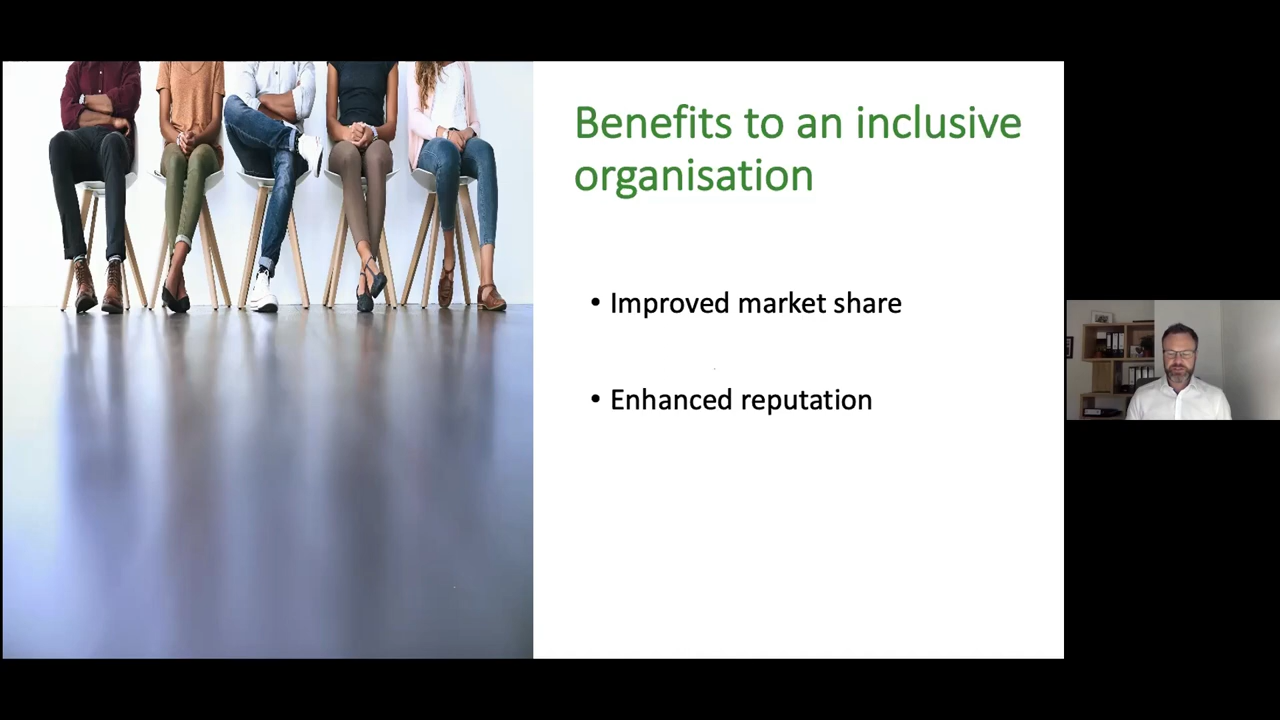 Benefits to an inclusive
organisation
• Improved market share
• Enhanced reputation